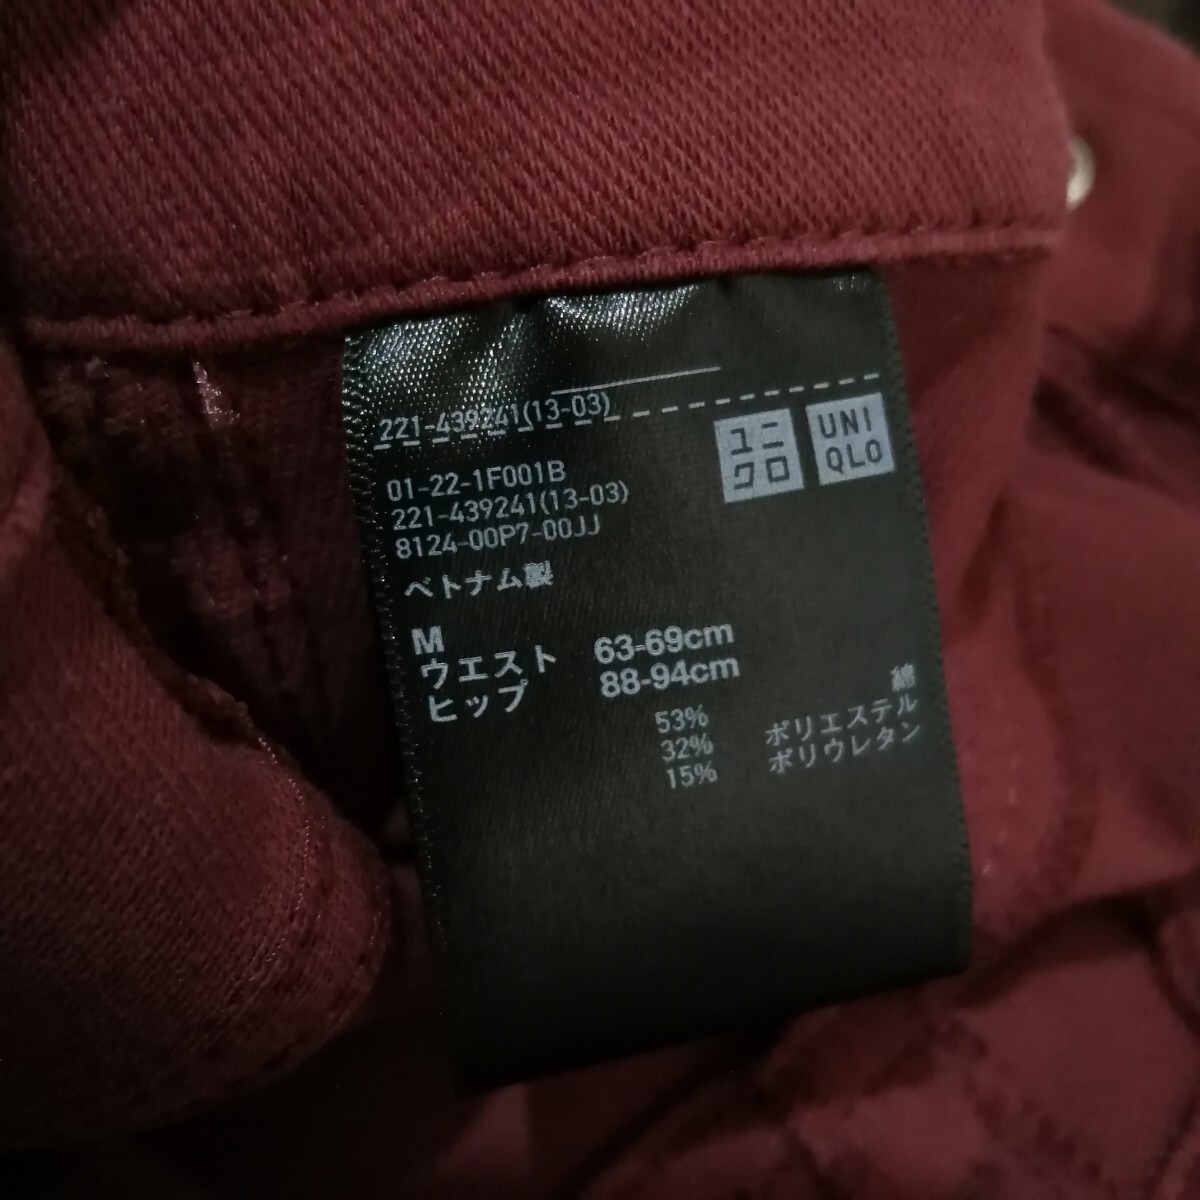 221-439241(13-03)
ユニ
クロ
UNI
QLO
01-22-1F001B
221-439241(13-03)
8124-00P7-00JJ
ベトナム製
M
ウエスト 63-69cm
ヒップ 88-94cm
53% 綿
32% ポリエステル
15% ポリウレタン